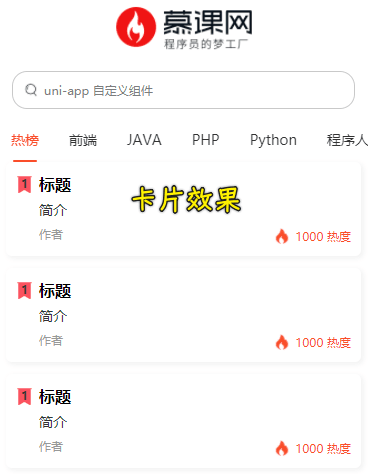 慕课网
程序员的梦工厂
uni-app 自定义组件
热榜 前端 JAVA PHP Python 程序人
1 标题
卡片效果
简介
作者
1000 热度
1 标题
简介
作者
1000 热度
1 标题
简介
作者
1000 热度